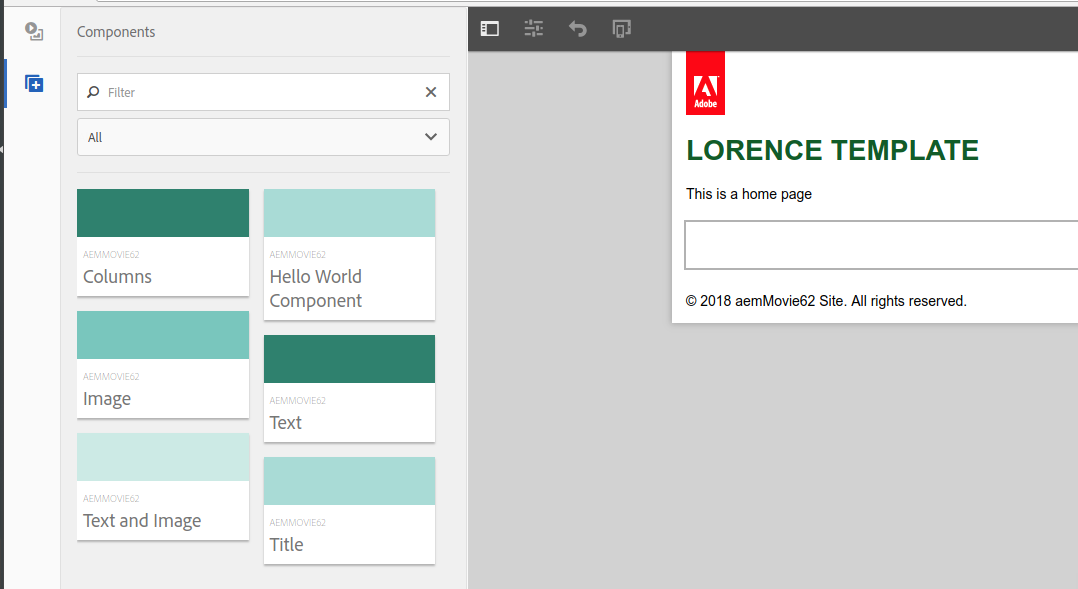 Components
Filter
All
AEMMOVIE62
Columns
AEMMOVIE62
Hello World
Component
AEMMOVIE62
Image
AEMMOVIE62
Text
AEMMOVIE62
Text and Image
AEMMOVIE62
Title
Adobe
LORENCE TEMPLATE
This is a home page
© 2018 aemMovie62 Site. All rights reserved.